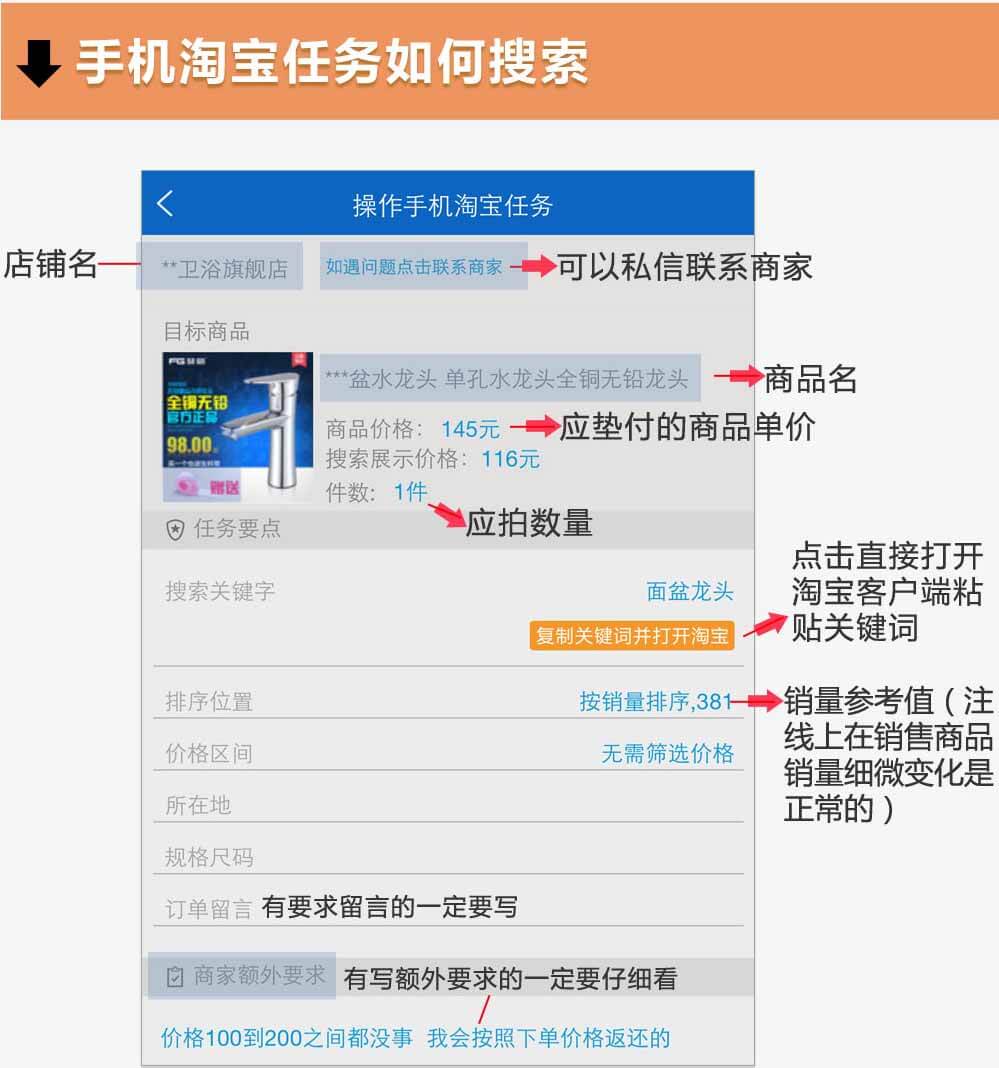 手机淘宝任务如何搜索
操作手机淘宝任务
店铺名
**卫浴旗舰店
如遇问题点击联系商家
可以私信联系商家
目标商品
FG
全铜无铅
官方正品
98.00
赠送
***盆水龙头 单孔水龙头全铜无铅龙头
商品名
商品价格： 145元
应垫付的商品单价
搜索展示价格：116元
件数: 1件
应拍数量
任务要点
搜索关键字
面盆龙头
复制关键词并打开淘宝
点击直接打开
淘宝客户端粘
贴关键词
排序位置
按销量排序,381
销量参考值（注
线上在销售商品
销量细微变化是
正常的）
价格区间
无需筛选价格
所在地
规格尺码
订单留言 有要求留言的一定要写
商家额外要求 有写额外要求的一定要仔细看
价格100到200之间都没事 我会按照下单价格返还的